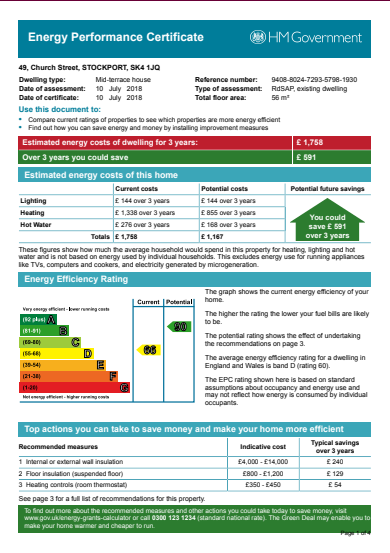 Energy Performance Certificate
HM Government
49, Church Street, STOCKPORT, SK4 1JQ
Dwelling type: Mid-terrace house Reference number: 9408-8024-7293-5798-1930
Date of assessment: 10 July 2018 Type of assessment: RdSAP, existing dwelling
Date of certificate: 10 July 2018 Total floor area: 56 m²
Use this document to:
• Compare current ratings of properties to see which properties are more energy efficient
• Find out how you can save energy and money by installing improvement measures
Estimated energy costs of dwelling for 3 years: £ 1,758
Over 3 years you could save £ 591
Estimated energy costs of this home
Current costs Potential costs Potential future savings
Lighting £ 144 over 3 years £ 144 over 3 years
Heating £ 1,338 over 3 years £ 855 over 3 years
Hot Water £ 276 over 3 years £ 168 over 3 years
Totals £ 1,758 £ 1,167
You could
save £ 591
over 3 years
These figures show how much the average household would spend in this property for heating, lighting and hot
water and is not based on energy used by individual households. This excludes energy use for running appliances
like TVs, computers and cookers, and electricity generated by microgeneration.
Energy Efficiency Rating
Current Potential
Very energy efficient - lower running costs
(92 plus) A
(81-91) B
(69-80) C
(55-68) D
(39-54) E
(21-38) F
(1-20) G
Not energy efficient - higher running costs
66
The graph shows the current energy efficiency of your
home.
The higher the rating the lower your fuel bills are likely
to be.
The potential rating shows the effect of undertaking
the recommendations on page 3.
The average energy efficiency rating for a dwelling in
England and Wales is band D (rating 60).
The EPC rating shown here is based on standard
assumptions about occupancy and energy use and
may not reflect how energy is consumed by individual
occupants.
Top actions you can take to save money and make your home more efficient
Recommended measures Indicative cost Typical savings
over 3 years
1 Internal or external wall insulation £4,000 - £14,000 £ 240
2 Floor insulation (suspended floor) £800 - £1,200 £ 129
3 Heating controls (room thermostat) £350 - £450 £ 54
See page 3 for a full list of recommendations for this property.
To find out more about the recommended measures and other actions you could take today to save money, visit
www.gov.uk/energy-grants-calculator or call 0300 123 1234 (standard national rate). The Green Deal may enable you to
make your home warmer and cheaper to run.
Page 1 of 4